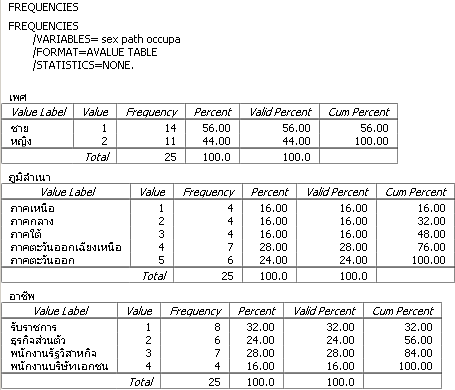 FREQUENCIES
FREQUENCIES
/VARIABLES= sex path occupa
/FORMAT=AVALUE TABLE
/STATISTICS=NONE.
เพศ
Value Label Value Frequency Percent Valid Percent Cum Percent
ชาย 1 14 56.00 56.00 56.00
หญิง 2 11 44.00 44.00 100.00
Total 25 100.0 100.0
ภูมิลำเนา
Value Label Value Frequency Percent Valid Percent Cum Percent
ภาคเหนือ 1 4 16.00 16.00 16.00
ภาคกลาง 2 4 16.00 16.00 32.00
ภาคใต้ 3 4 16.00 16.00 48.00
ภาคตะวันออกเฉียงเหนือ 4 7 28.00 28.00 76.00
ภาคตะวันออก 5 6 24.00 24.00 100.00
Total 25 100.0 100.0
อาชีพ
Value Label Value Frequency Percent Valid Percent Cum Percent
รับราชการ 1 8 32.00 32.00 32.00
ธุรกิจส่วนตัว 2 6 24.00 24.00 56.00
พนักงานรัฐวิสาหกิจ 3 7 28.00 28.00 84.00
พนักงานบริษัทเอกชน 4 4 16.00 16.00 100.00
Total 25 100.0 100.0